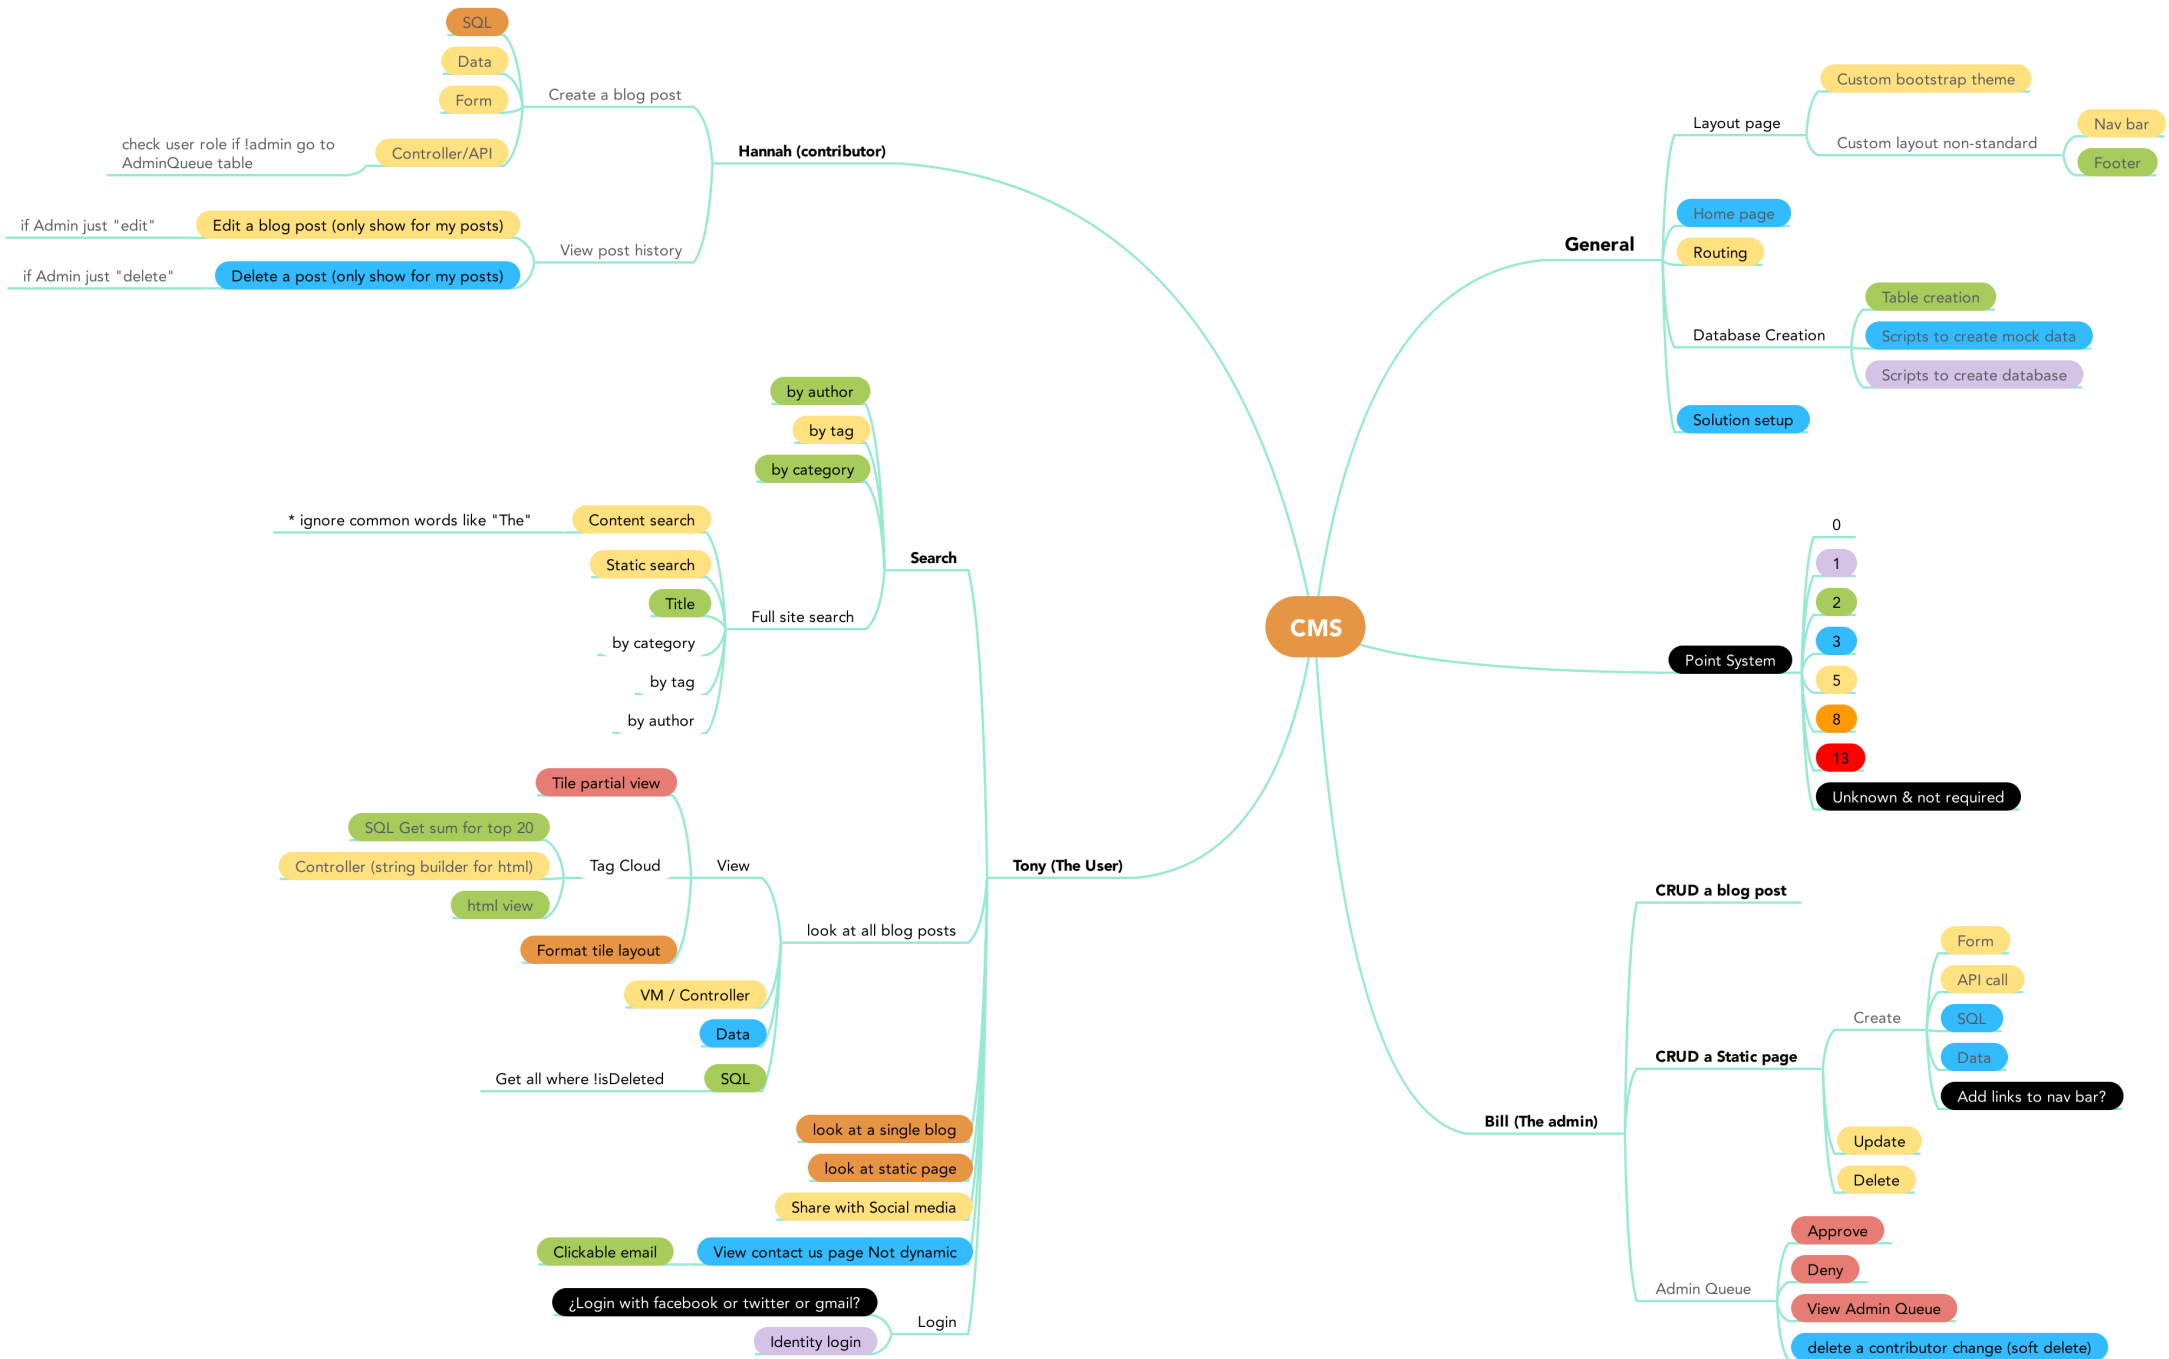 SQL
Data
Form
Create a blog post
check user role if !admin go to
AdminQueue table
Controller/API
Hannah (contributor)
if Admin just "edit"
Edit a blog post (only show for my posts)
View post history
if Admin just "delete"
Delete a post (only show for my posts)
by author
by tag
by category
* ignore common words like "The"
Content search
Search
Static search
Title
Full site search
by category
by tag
by author
Tile partial view
SQL Get sum for top 20
Controller (string builder for html)
Tag Cloud
View
html view
Format tile layout
look at all blog posts
VM / Controller
Data
Get all where !isDeleted
SQL
Tony (The User)
look at a single blog
look at static page
Share with Social media
Clickable email
View contact us page Not dynamic
¿Login with facebook or twitter or gmail?
Login
Identity login
CMS
General
Layout page
Custom bootstrap theme
Custom layout non-standard
Nav bar
Footer
Home page
Routing
Database Creation
Table creation
Scripts to create mock data
Scripts to create database
Solution setup
Point System
0
1
2
3
5
8
13
Unknown & not required
Bill (The admin)
CRUD a blog post
CRUD a Static page
Create
Form
API call
SQL
Data
Add links to nav bar?
Update
Delete
Admin Queue
Approve
Deny
View Admin Queue
delete a contributor change (soft delete)